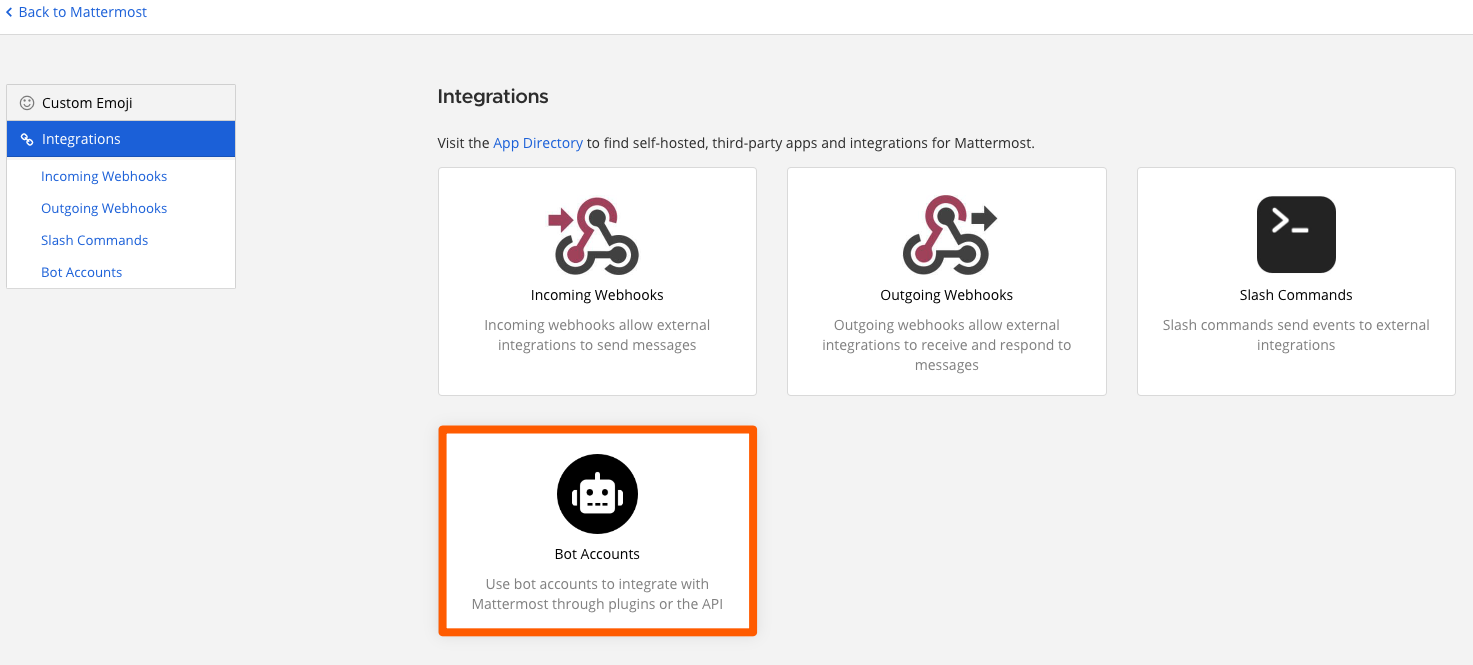 Back to Mattermost
Custom Emoji
Integrations
Incoming Webhooks
Outgoing Webhooks
Slash Commands
Bot Accounts
Integrations
Visit the App Directory to find self-hosted, third-party apps and integrations for Mattermost.
Incoming Webhooks
Incoming webhooks allow external
integrations to send messages
Outgoing Webhooks
Outgoing webhooks allow external
integrations to receive and respond to
messages
Slash Commands
Slash commands send events to external
integrations
Bot Accounts
Use bot accounts to integrate with
Mattermost through plugins or the API